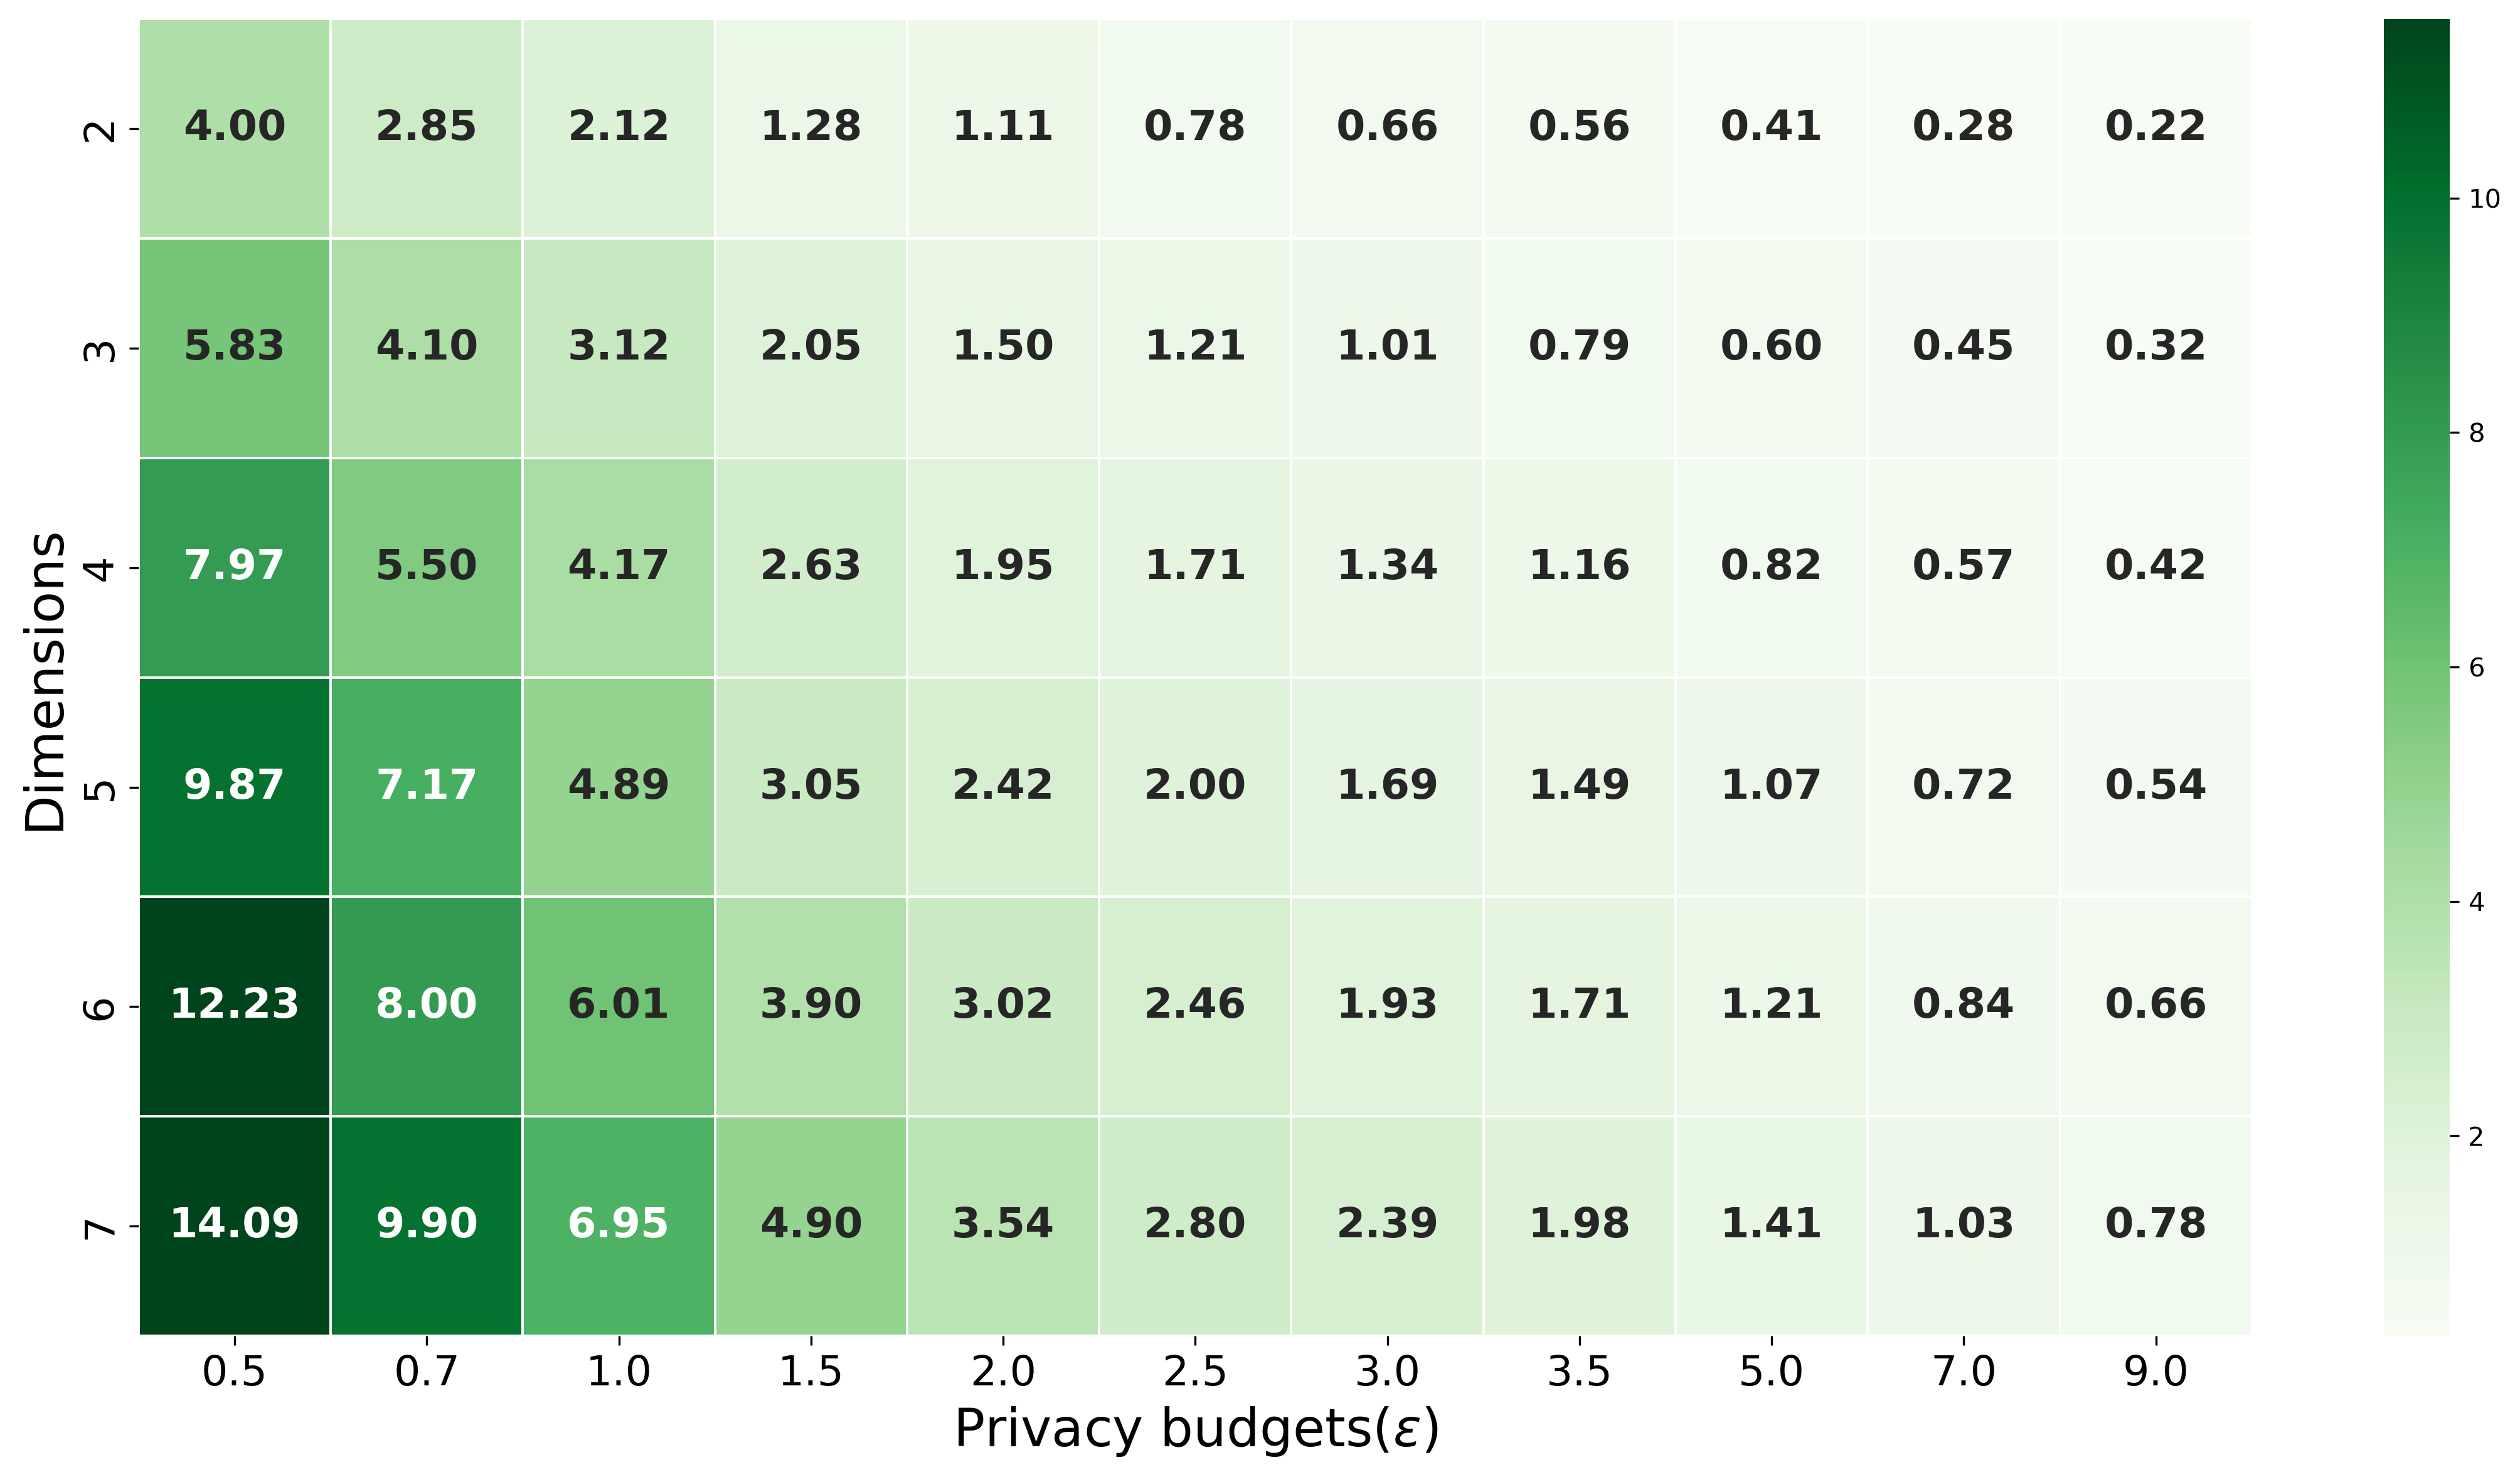 Dimensions
2 4.00 2.85 2.12 1.28 1.11 0.78 0.66 0.56 0.41 0.28 0.22
3 5.83 4.10 3.12 2.05 1.50 1.21 1.01 0.79 0.60 0.45 0.32
4 7.97 5.50 4.17 2.63 1.95 1.71 1.34 1.16 0.82 0.57 0.42
5 9.87 7.17 4.89 3.05 2.42 2.00 1.69 1.49 1.07 0.72 0.54
6 12.23 8.00 6.01 3.90 3.02 2.46 1.93 1.71 1.21 0.84 0.66
7 14.09 9.90 6.95 4.90 3.54 2.80 2.39 1.98 1.41 1.03 0.78
0.5 0.7 1.0 1.5 2.0 2.5 3.0 3.5 5.0 7.0 9.0
Privacy budgets(ε)
10
8
6
4
2